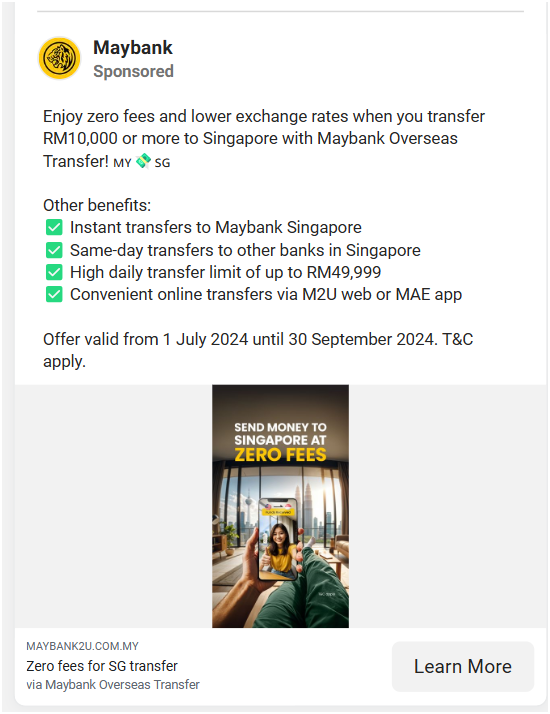 Maybank
Sponsored
Enjoy zero fees and lower exchange rates when you transfer
RM10,000 or more to Singapore with Maybank Overseas
Transfer! MY 💸 SG
Other benefits:
✅ Instant transfers to Maybank Singapore
✅ Same-day transfers to other banks in Singapore
✅ High daily transfer limit of up to RM49,999
✅ Convenient online transfers via M2U web or MAE app
Offer valid from 1 July 2024 until 30 September 2024. T&C
apply.
SEND MONEY TO
SINGAPORE AT
ZERO FEES
MAYBANK2U.COM.MY
Zero fees for SG transfer
via Maybank Overseas Transfer
Learn More